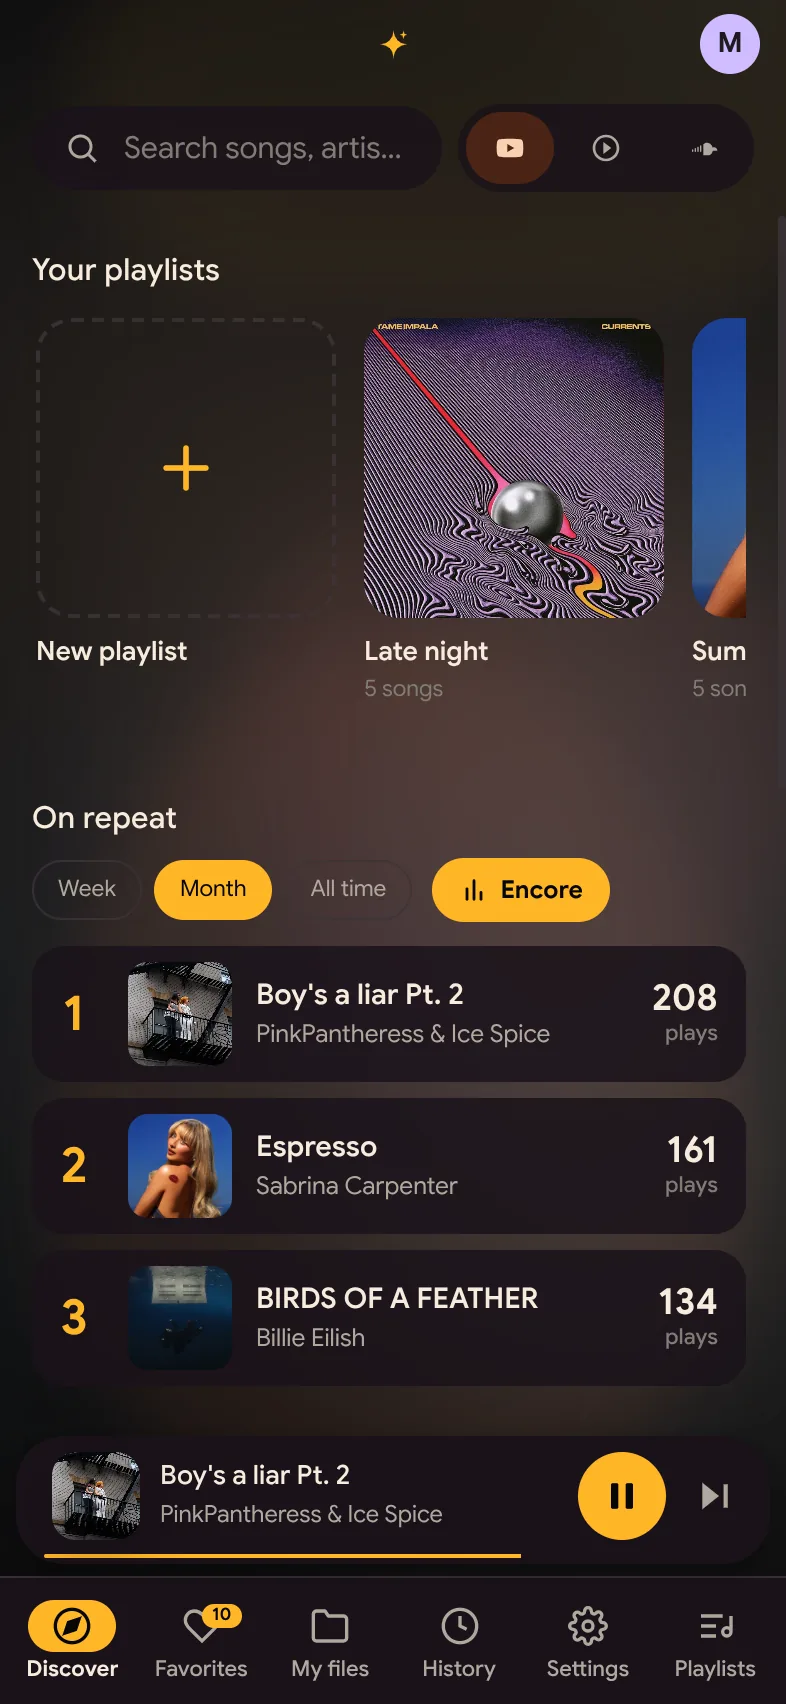 M
Search songs, artis...
Your playlists
TAME IMPALA
CURRENTS
New playlist
Late night
5 songs
Sum
5 son
On repeat
Week
Month
All time
Encore
1
Boy's a liar Pt. 2
PinkPantheress & Ice Spice
208
plays
2
Espresso
Sabrina Carpenter
161
plays
3
BIRDS OF A FEATHER
Billie Eilish
134
plays
Boy's a liar Pt. 2
PinkPantheress & Ice Spice
10
Discover
Favorites
My files
History
Settings
Playlists